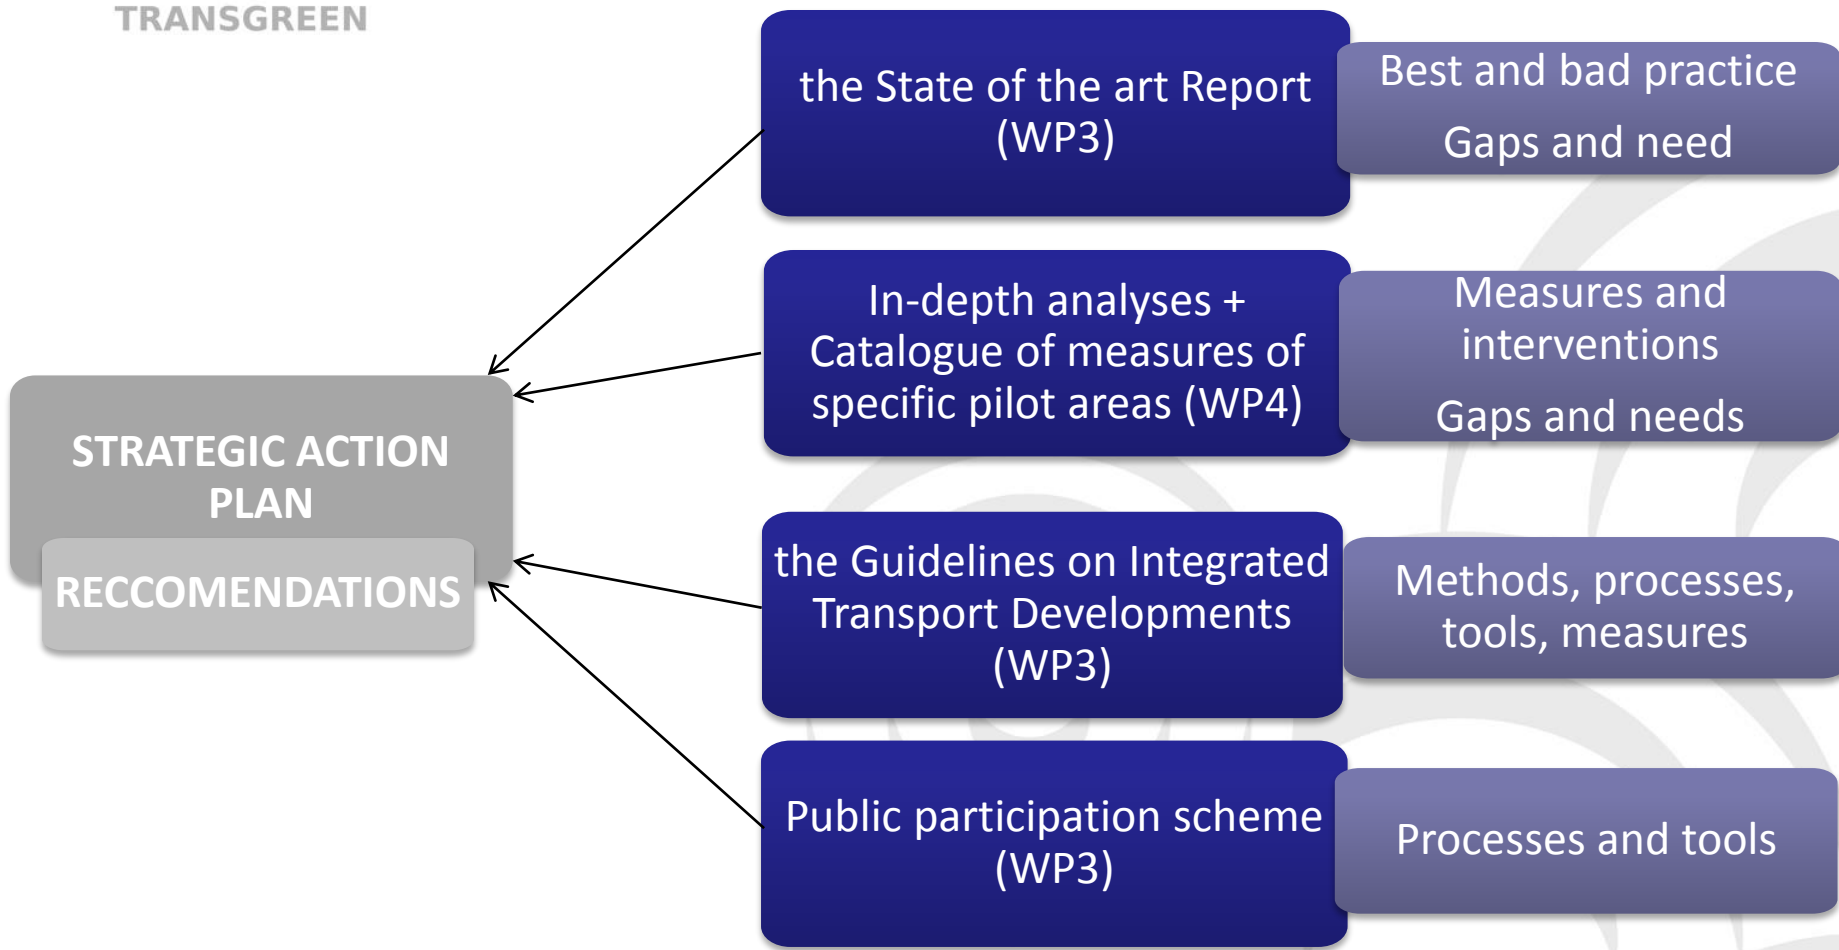 TRANSGREEN
the State of the art Report
(WP3)
Best and bad practice
Gaps and need
In-depth analyses +
Catalogue of measures of
specific pilot areas (WP4)
Measures and
interventions
Gaps and needs
STRATEGIC ACTION
PLAN
RECCOMENDATIONS
the Guidelines on Integrated
Transport Developments
(WP3)
Methods, processes,
tools, measures
Public participation scheme
(WP3)
Processes and tools